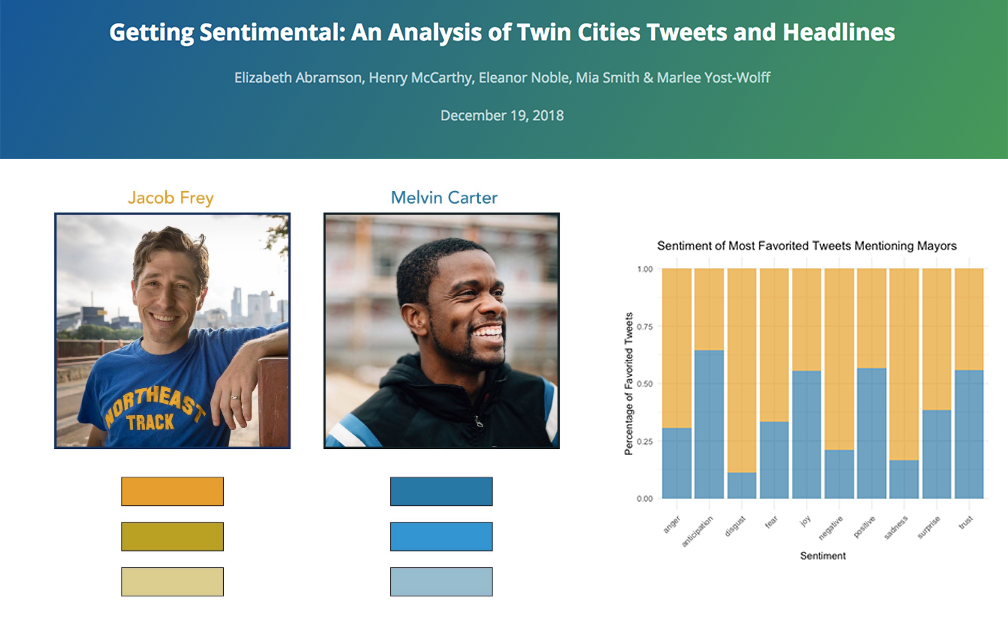 Getting Sentimental: An Analysis of Twin Cities Tweets and Headlines
Elizabeth Abramson, Henry McCarthy, Eleanor Noble, Mia Smith & Marlee Yost-Wolff
December 19, 2018
Jacob Frey
NORTHEAST
TRACK
Melvin Carter
Sentiment of Most Favorited Tweets Mentioning Mayors
Percentage of Favorited Tweets
1.00
0.75
0.50
0.25
0.00
anger
anticipation
disgust
fear
joy
negative
positive
sadness
surprise
trust
Sentiment